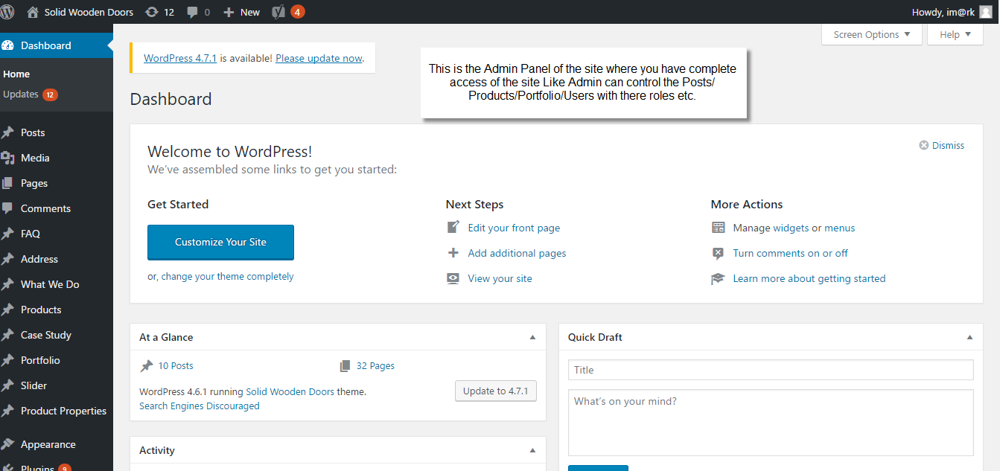 Solid Wooden Doors 12 0 New 4 Howdy, im@rk
Screen Options Help
Dashboard
Home
Updates 12
Posts
Media
Pages
Comments
FAQ
Address
What We Do
Products
Case Study
Portfolio
Slider
Product Properties
Appearance
Plugins 9
WordPress 4.7.1 is available! Please update now.
This is the Admin Panel of the site where you have complete
access of the site Like Admin can control the Posts/
Products/Portfolio/Users with there roles etc.
Dashboard
Welcome to WordPress!
We've assembled some links to get you started:
Dismiss
Get Started
Customize Your Site
or, change your theme completely
Next Steps
Edit your front page
Add additional pages
View your site
More Actions
Manage widgets or menus
Turn comments on or off
Learn more about getting started
At a Glance
10 Posts 32 Pages
WordPress 4.6.1 running Solid Wooden Doors theme.
Update to 4.7.1
Search Engines Discouraged
Activity
Quick Draft
Title
What's on your mind?